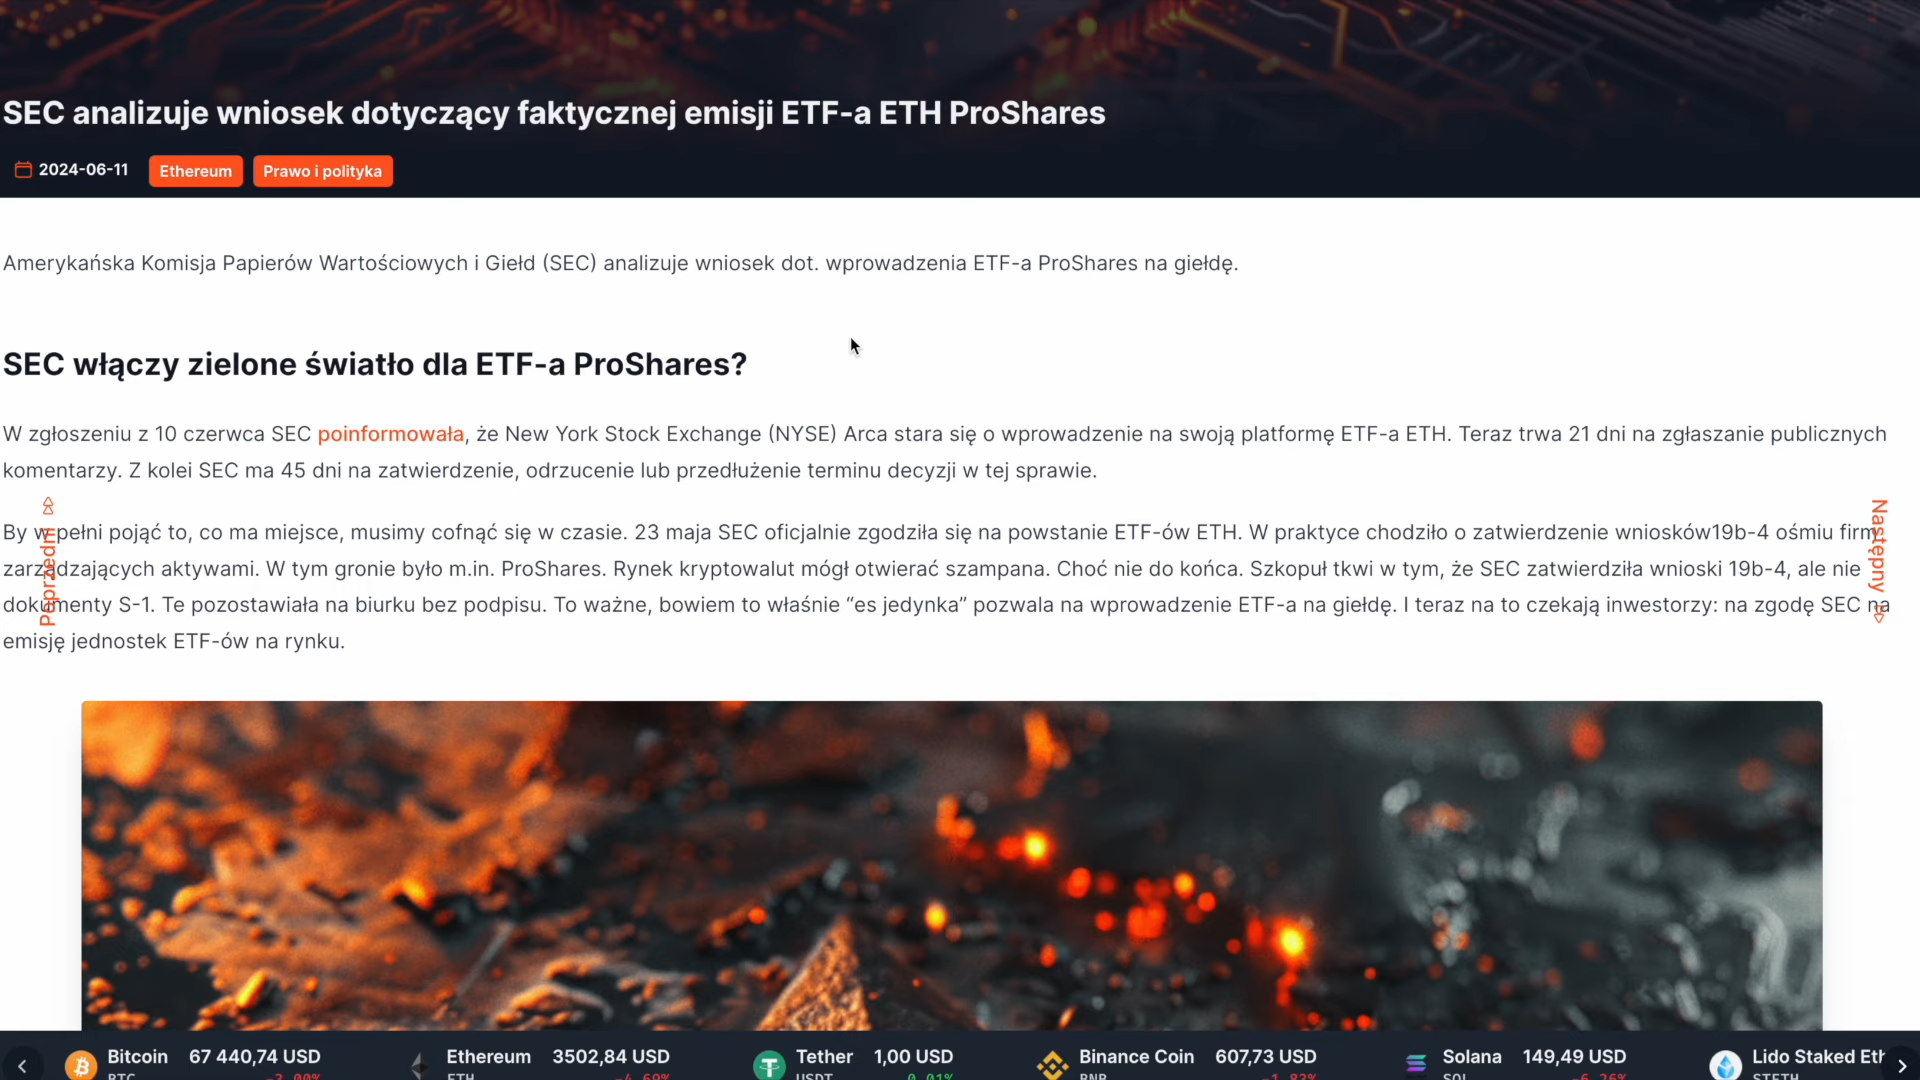 SEC analizuje wniosek dotyczący faktycznej emisji ETF-a ETH ProShares
2024-06-11
Ethereum
Prawo i polityka
Amerykańska Komisja Papierów Wartościowych i Giełd (SEC) analizuje wniosek dot. wprowadzenia ETF-a ProShares na giełdę.
SEC włączy zielone światło dla ETF-a ProShares?
W zgłoszeniu z 10 czerwca SEC poinformowała, że New York Stock Exchange (NYSE) Arca stara się o wprowadzenie na swoją platformę ETF-a ETH. Teraz trwa 21 dni na zgłaszanie publicznych
komentarzy. Z kolei SEC ma 45 dni na zatwierdzenie, odrzucenie lub przedłużenie terminu decyzji w tej sprawie.
By w pełni pojąć to, co ma miejsce, musimy cofnąć się w czasie. 23 maja SEC oficjalnie zgodziła się na powstanie ETF-ów ETH. W praktyce chodziło o zatwierdzenie wniosków19b-4 ośmiu firm
zarządzających aktywami. W tym gronie było m.in. ProShares. Rynek kryptowalut mógł otwierać szampana. Choć nie do końca. Szkopuł tkwi w tym, że SEC zatwierdziła wnioski 19b-4, ale nie
dokumenty S-1. Te pozostawiała na biurku bez podpisu. To ważne, bowiem to właśnie “es jedynka” pozwala na wprowadzenie ETF-a na giełdę. I teraz na to czekają inwestorzy: na zgodę SEC na
emisję jednostek ETF-ów na rynku.
Poprzedni
Następny
Bitcoin 67 440,74 USD
BTC -3,00%
Ethereum 3502,84 USD
ETH -4,69%
Tether 1,00 USD
USDT 0,01%
Binance Coin 607,73 USD
BNB -1,83%
Solana 149,49 USD
SOL -6,26%
Lido Staked Eth
STETH